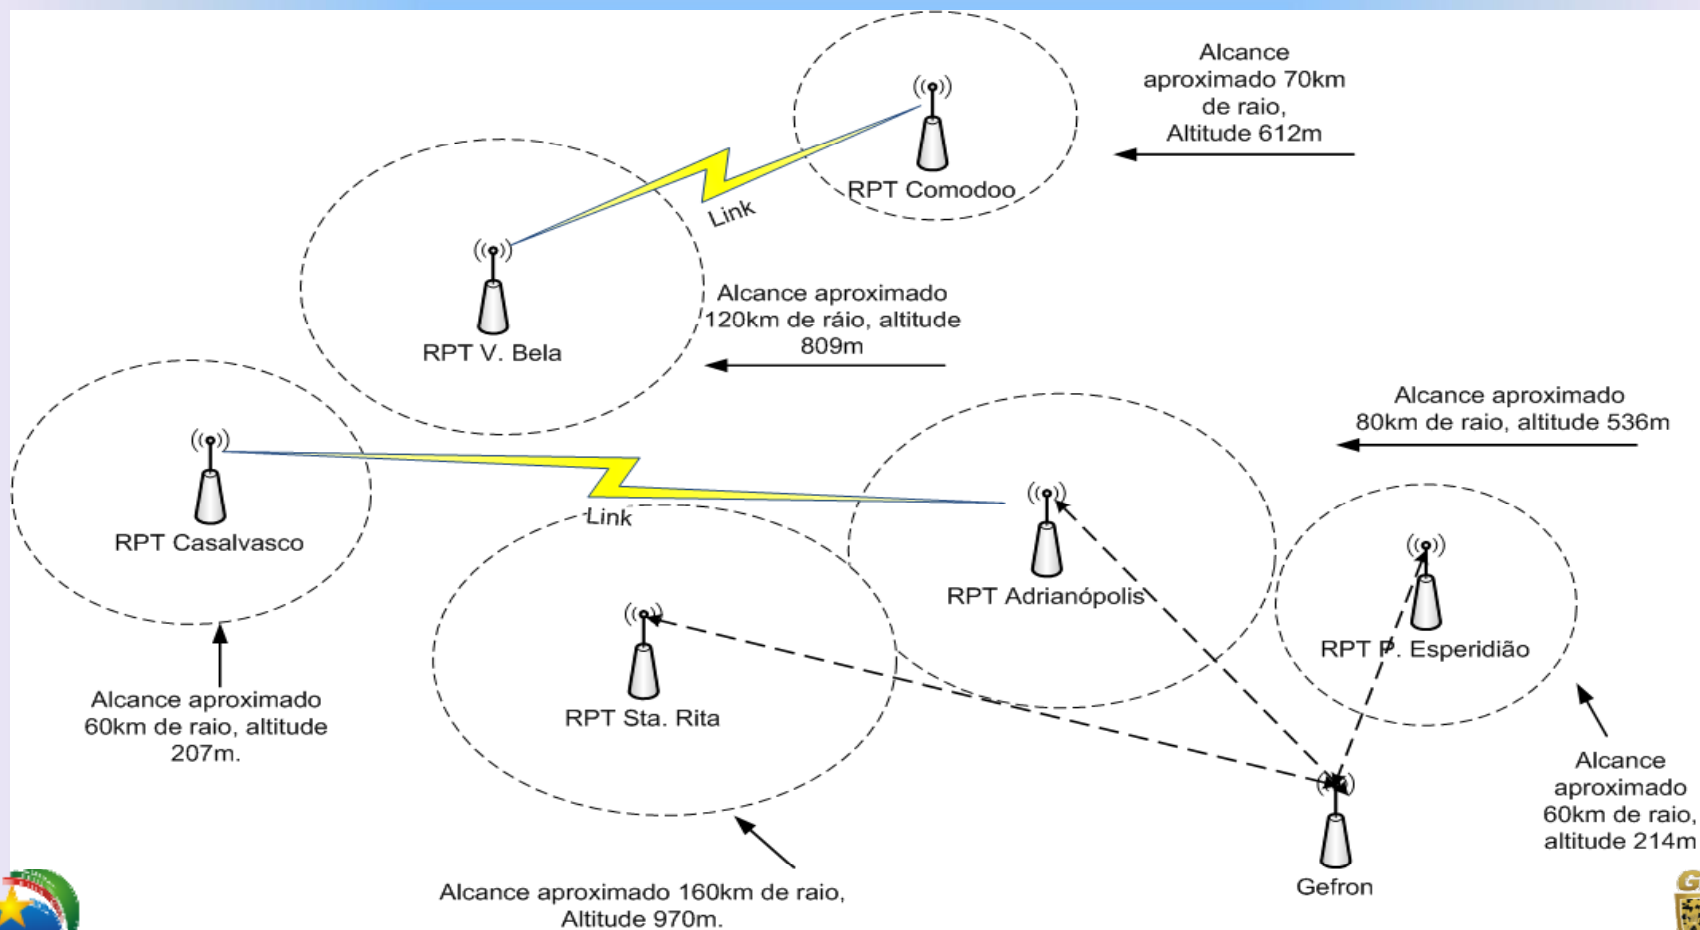 Alcance
aproximado 70km
de raio,
Altitude 612m
RPT Comodoo
Link
Alcance aproximado
120km de ráio, altitude
809m
RPT V. Bela
Alcance aproximado
80km de raio, altitude 536m
RPT Casalvasco
Link
RPT Adrianópolis
RPT P. Esperidião
RPT Sta. Rita
Alcance aproximado
60km de raio, altitude
207m.
Alcance
aproximado
60km de raio,
altitude 214m
Gefron
Alcance aproximado 160km de raio,
Altitude 970m.